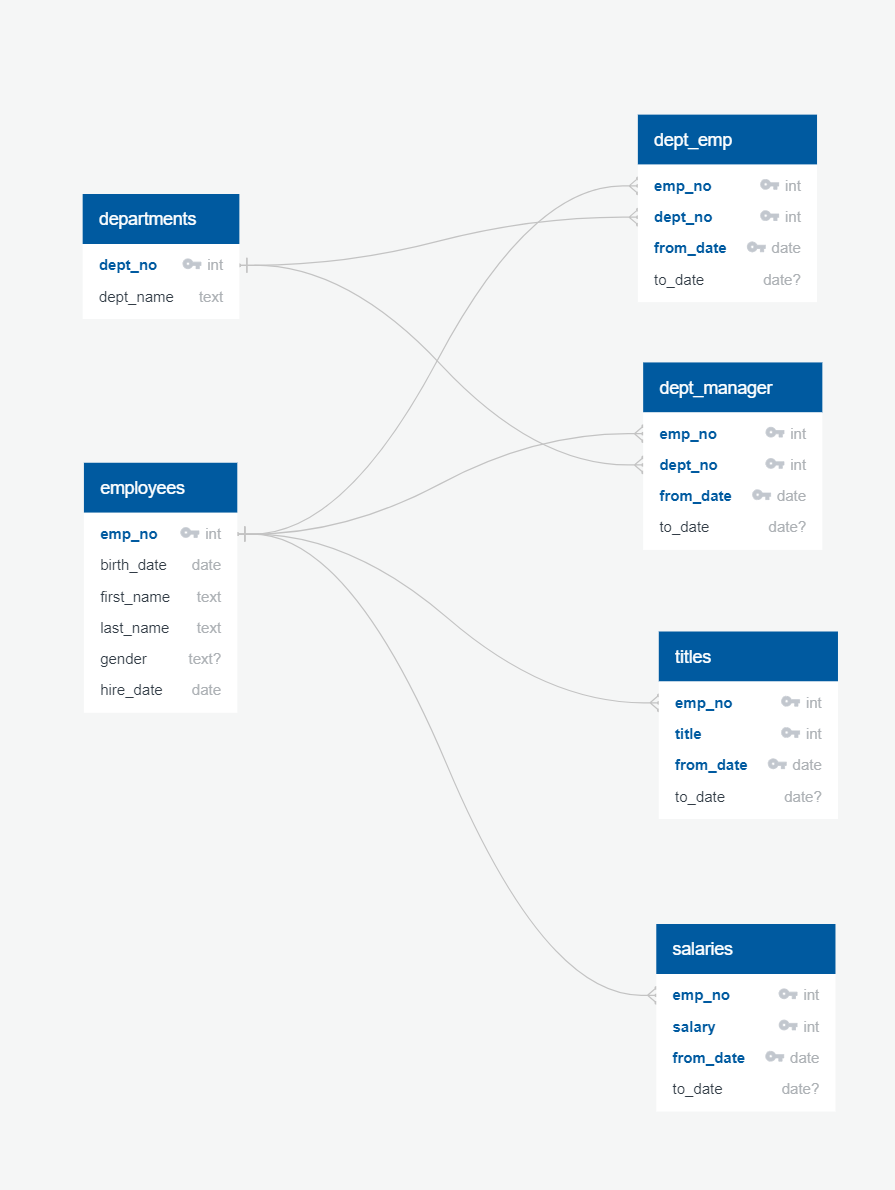 departments
dept_no int
dept_name text
employees
emp_no int
birth_date date
first_name text
last_name text
gender text?
hire_date date
dept_emp
emp_no int
dept_no int
from_date date
to_date date?
dept_manager
emp_no int
dept_no int
from_date date
to_date date?
titles
emp_no int
title int
from_date date
to_date date?
salaries
emp_no int
salary int
from_date date
to_date date?